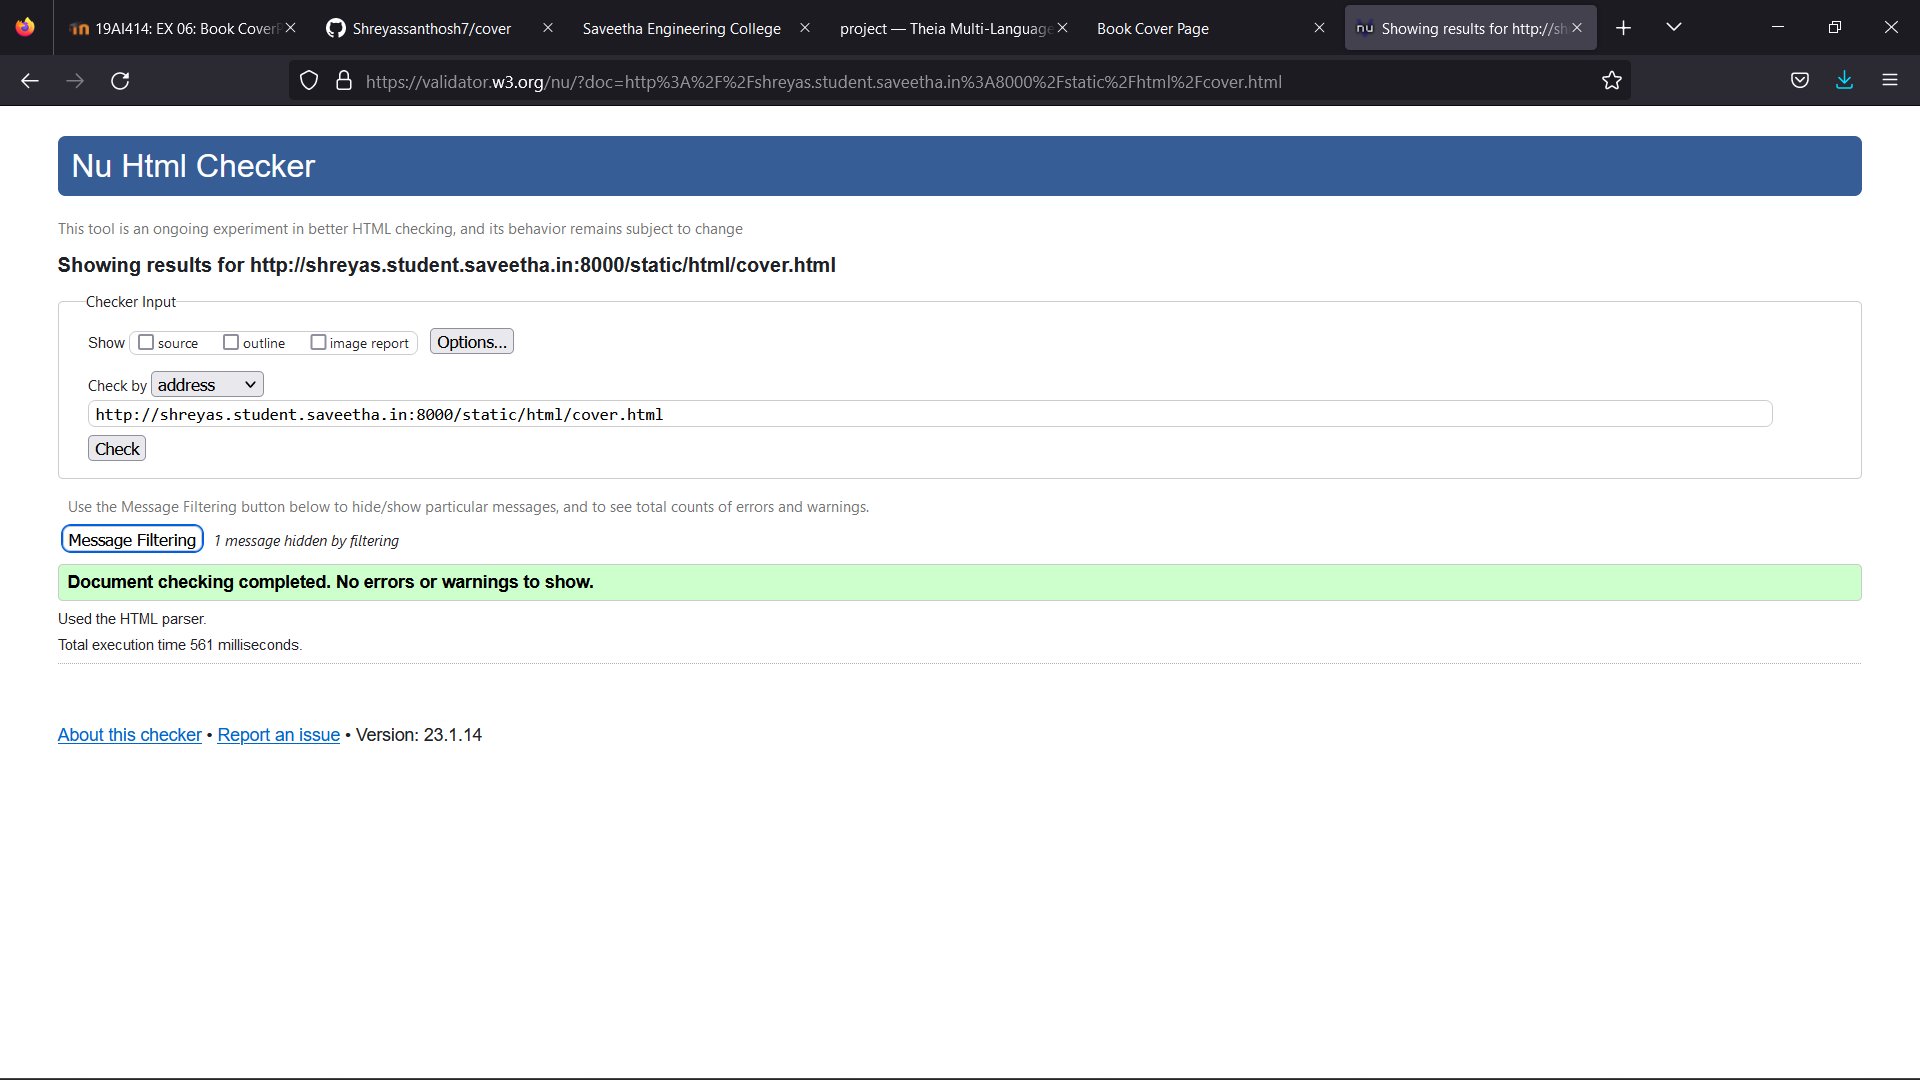 19AI414: EX 06: Book Cover
Shreyassanthosh7/cover
Saveetha Engineering College
project — Theia Multi-Language
Book Cover Page
nu Showing results for http://sh
https://validator.w3.org/nu/?doc=http%3A%2F%2Fshreyas.student.saveetha.in%3A8000%2Fstatic%2Fhtml%2Fcover.html
Nu Html Checker
This tool is an ongoing experiment in better HTML checking, and its behavior remains subject to change
Showing results for http://shreyas.student.saveetha.in:8000/static/html/cover.html
Checker Input
Show source outline image report Options...
Check by address
http://shreyas.student.saveetha.in:8000/static/html/cover.html
Check
Use the Message Filtering button below to hide/show particular messages, and to see total counts of errors and warnings.
Message Filtering 1 message hidden by filtering
Document checking completed. No errors or warnings to show.
Used the HTML parser.
Total execution time 561 milliseconds.
About this checker • Report an issue • Version: 23.1.14